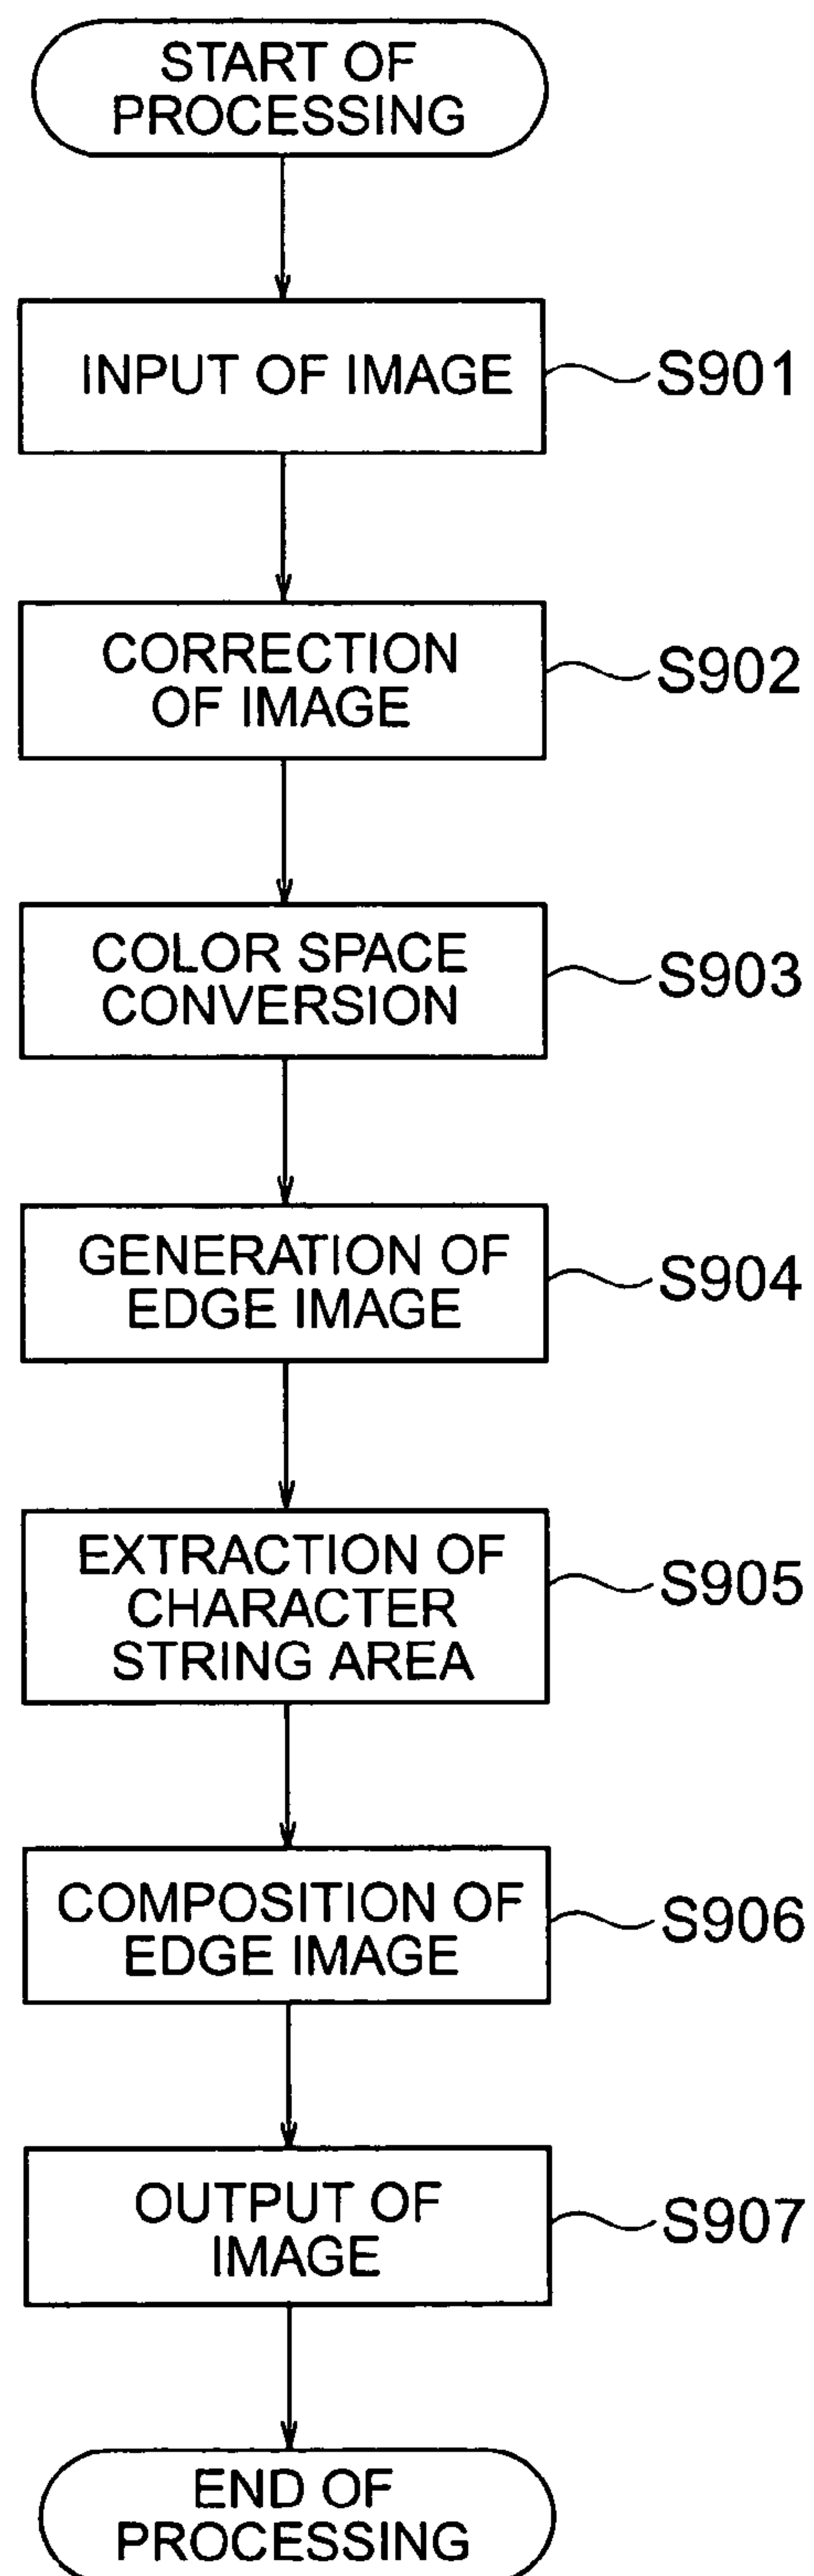 START OF
PROCESSING
INPUT OF IMAGE
S901
CORRECTION
OF IMAGE
S902
COLOR SPACE
CONVERSION
S903
GENERATION OF
EDGE IMAGE
S904
EXTRACTION OF
CHARACTER
STRING AREA
S905
COMPOSITION OF
EDGE IMAGE
S906
OUTPUT OF
IMAGE
S907
END OF
PROCESSING